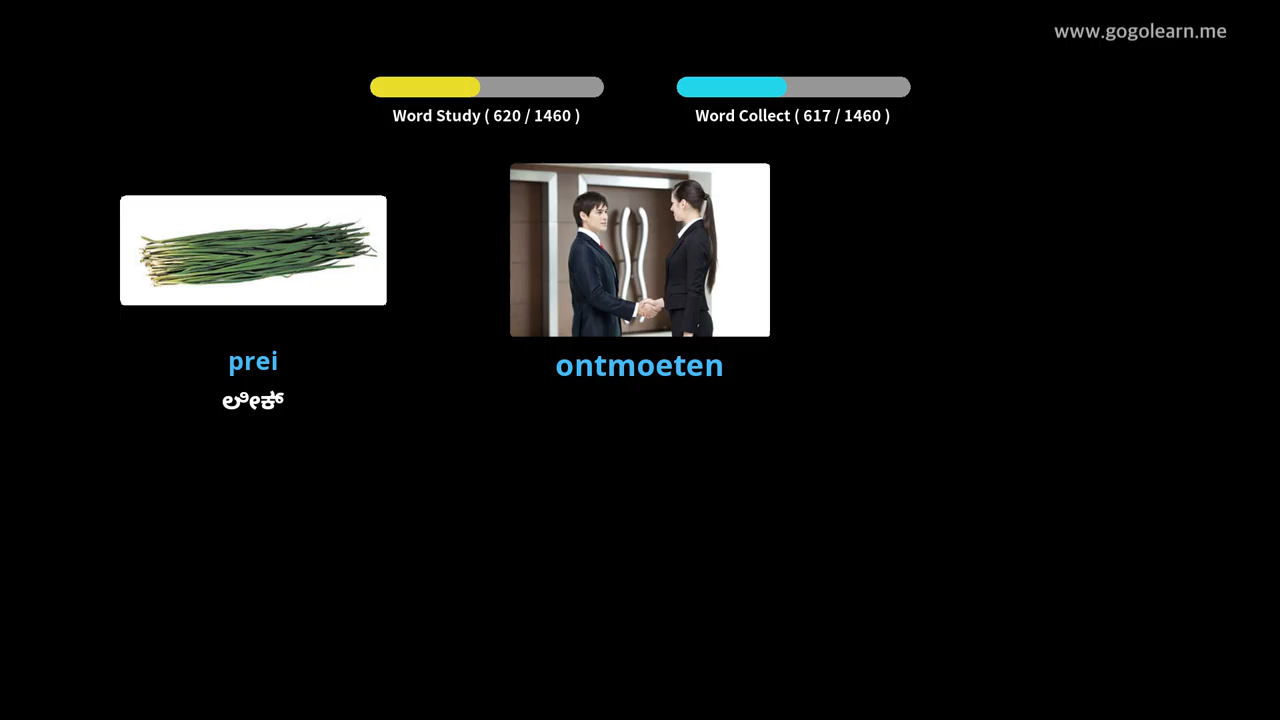 www.gogolearn.me
Word Study ( 620 / 1460 )
Word Collect ( 617 / 1460 )
prei
ಲೀಕ್
ontmoeten